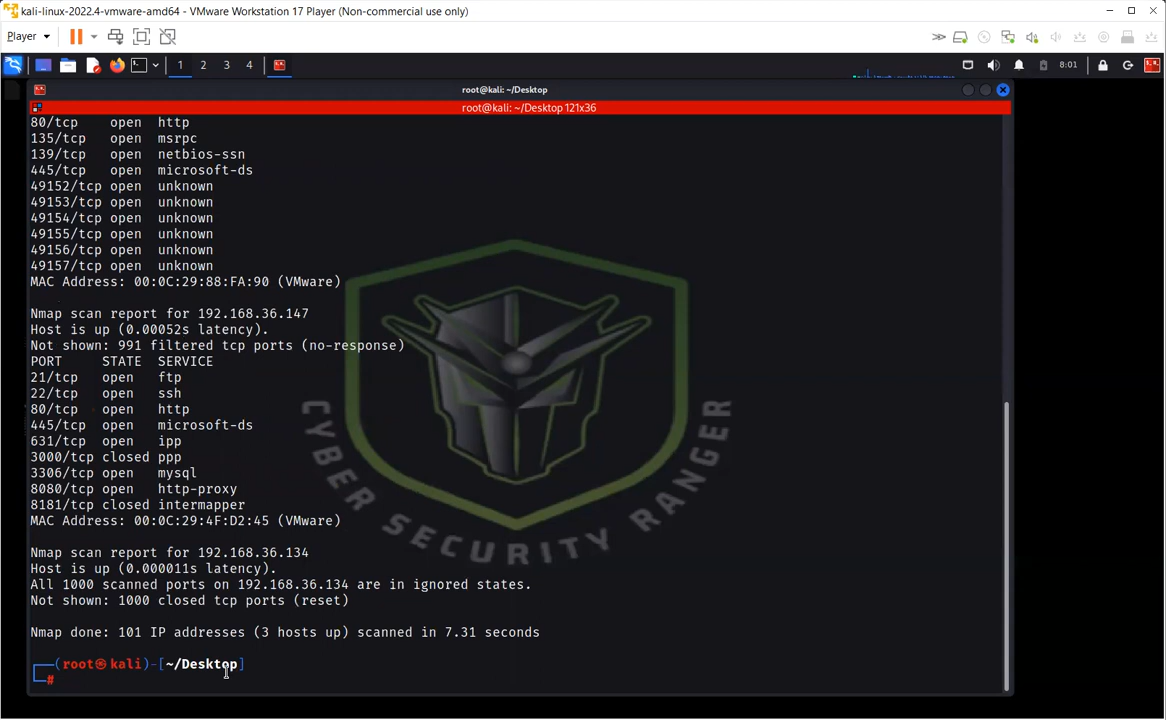 kali-linux-2022.4-vmware-amd64 - VMware Workstation 17 Player (Non-commercial use only)
Player
1 2 3 4
8:01
root@kali: ~/Desktop
root@kali: ~/Desktop 121x36
80/tcp    open   http
135/tcp   open   msrpc
139/tcp   open   netbios-ssn
445/tcp   open   microsoft-ds
49152/tcp open   unknown
49153/tcp open   unknown
49154/tcp open   unknown
49155/tcp open   unknown
49156/tcp open   unknown
49157/tcp open   unknown
MAC Address: 00:0C:29:88:FA:90 (VMware)
Nmap scan report for 192.168.36.147
Host is up (0.00052s latency).
Not shown: 991 filtered tcp ports (no-response)
PORT     STATE  SERVICE
21/tcp   open   ftp
22/tcp   open   ssh
80/tcp   open   http
445/tcp  open   microsoft-ds
631/tcp  open   ipp
3000/tcp closed ppp
3306/tcp open   mysql
8080/tcp open   http-proxy
8181/tcp closed intermapper
MAC Address: 00:0C:29:4F:D2:45 (VMware)
Nmap scan report for 192.168.36.134
Host is up (0.000011s latency).
All 1000 scanned ports on 192.168.36.134 are in ignored states.
Not shown: 1000 closed tcp ports (reset)
Nmap done: 101 IP addresses (3 hosts up) scanned in 7.31 seconds
(root㉿kali)-[~/Desktop]
#
CYBER SECURITY RANGER